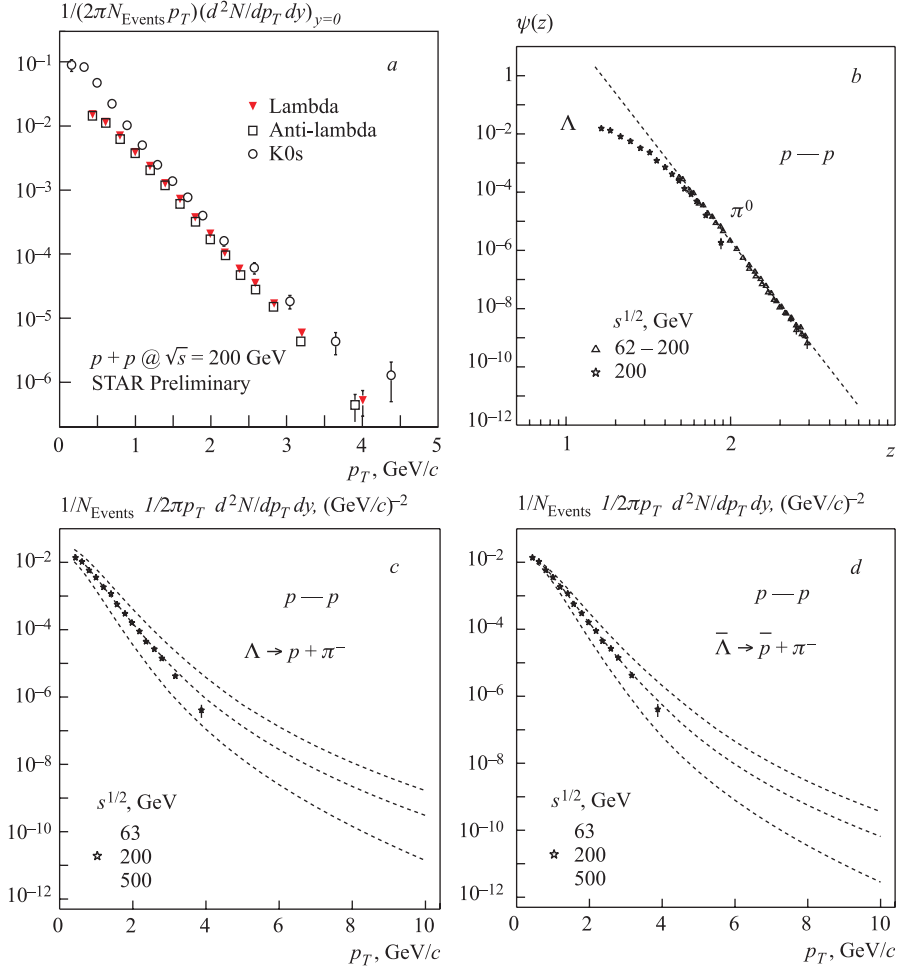 1/(2πN_Events p_T)(d²N/dp_T dy)_y=0
a
10⁻¹
10⁻²
10⁻³
10⁻⁴
10⁻⁵
10⁻⁶
Lambda
Anti-lambda
K0s
p + p @ √s = 200 GeV
STAR Preliminary
0 1 2 3 4 5
p_T, GeV/c
ψ(z)
b
1
10⁻²
10⁻⁴
10⁻⁶
10⁻⁸
10⁻¹⁰
10⁻¹²
Λ
p — p
π⁰
s^1/2, GeV
62 – 200
200
1 2 z
1/N_Events 1/2πp_T d²N/dp_T dy, (GeV/c)⁻²
c
10⁻²
10⁻⁴
10⁻⁶
10⁻⁸
10⁻¹⁰
10⁻¹²
p — p
Λ → p + π⁻
s^1/2, GeV
63
200
500
0 2 4 6 8 10
p_T, GeV/c
1/N_Events 1/2πp_T d²N/dp_T dy, (GeV/c)⁻²
d
10⁻²
10⁻⁴
10⁻⁶
10⁻⁸
10⁻¹⁰
10⁻¹²
p — p
Λ̅ → p̅ + π⁻
s^1/2, GeV
63
200
500
0 2 4 6 8 10
p_T, GeV/c